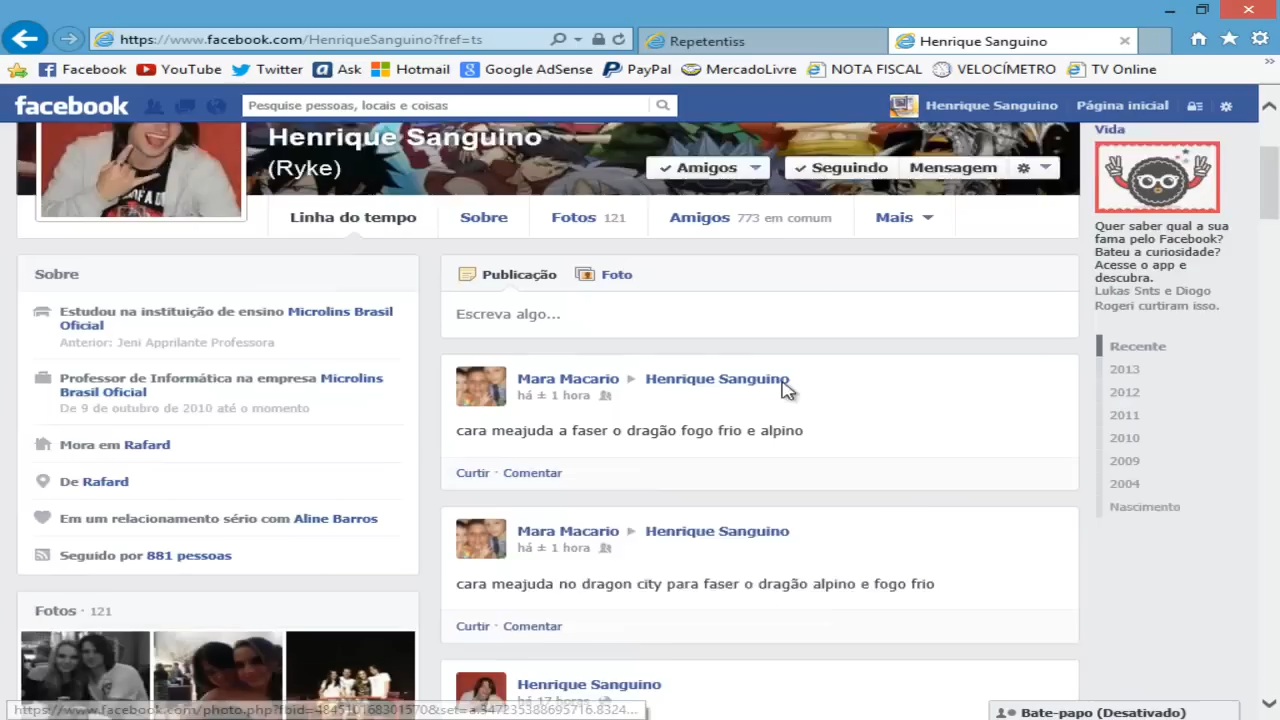 https://www.facebook.com/HenriqueSanguino?fref=ts
Repetentiss
Henrique Sanguino
Facebook YouTube Twitter Ask Hotmail Google AdSense PayPal MercadoLivre NOTA FISCAL VELOCÍMETRO TV Online
facebook
Pesquise pessoas, locais e coisas
Henrique Sanguino Página inicial
Henrique Sanguino
(Ryke)
Amigos Seguindo Mensagem
Linha do tempo Sobre Fotos 121 Amigos 773 em comum Mais
Sobre
Estudou na instituição de ensino Microlins Brasil
Oficial
Anterior: Jeni Apprilante Professora
Professor de Informática na empresa Microlins
Brasil Oficial
De 9 de outubro de 2010 até o momento
Mora em Rafard
De Rafard
Em um relacionamento sério com Aline Barros
Seguido por 881 pessoas
Fotos · 121
Publicação Foto
Escreva algo...
Mara Macario Henrique Sanguino
há ± 1 hora
cara meajuda a faser o dragão fogo frio e alpino
Curtir · Comentar
Mara Macario Henrique Sanguino
há ± 1 hora
cara meajuda no dragon city para faser o dragão alpino e fogo frio
Curtir · Comentar
Henrique Sanguino
há 17 horas
Vida
Quer saber qual a sua
fama pelo Facebook?
Bateu a curiosidade?
Acesse o app e
descubra.
Lukas Snts e Diogo
Rogeri curtiram isso.
Recente
2013
2012
2011
2010
2009
2004
Nascimento
Bate-papo (Desativado)